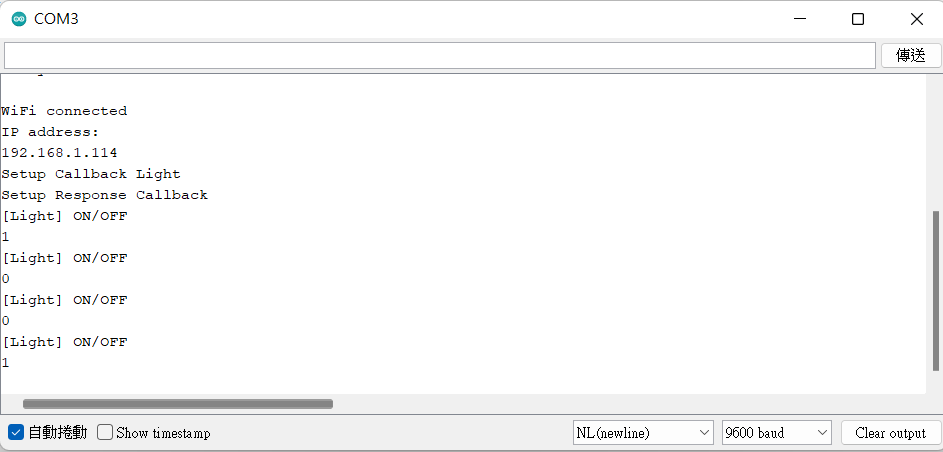 COM3
傳送
WiFi connected
IP address:
192.168.1.114
Setup Callback Light
Setup Response Callback
[Light] ON/OFF
1
[Light] ON/OFF
0
[Light] ON/OFF
0
[Light] ON/OFF
1
自動捲動 Show timestamp NL(newline) 9600 baud Clear output